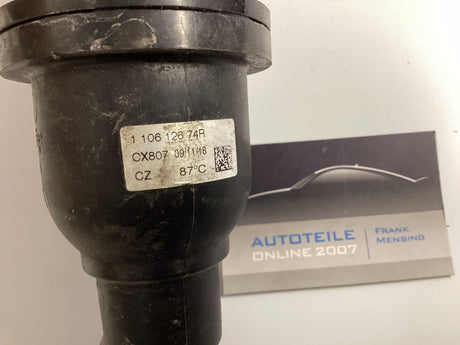 1 106 126 74R
CX807 09/11/18
CZ 87°C
AUTOTEILE
ONLINE 2007
FRANK
MENSING